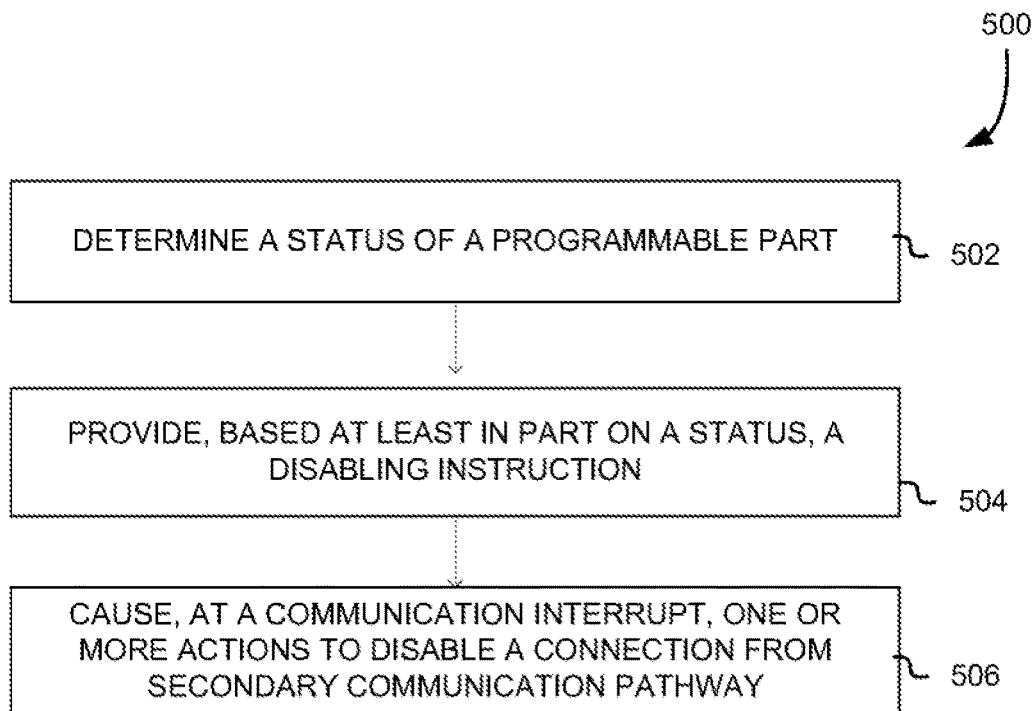 500
DETERMINE A STATUS OF A PROGRAMMABLE PART
502
PROVIDE, BASED AT LEAST IN PART ON A STATUS, A
DISABLING INSTRUCTION
504
CAUSE, AT A COMMUNICATION INTERRUPT, ONE OR
MORE ACTIONS TO DISABLE A CONNECTION FROM
SECONDARY COMMUNICATION PATHWAY
506